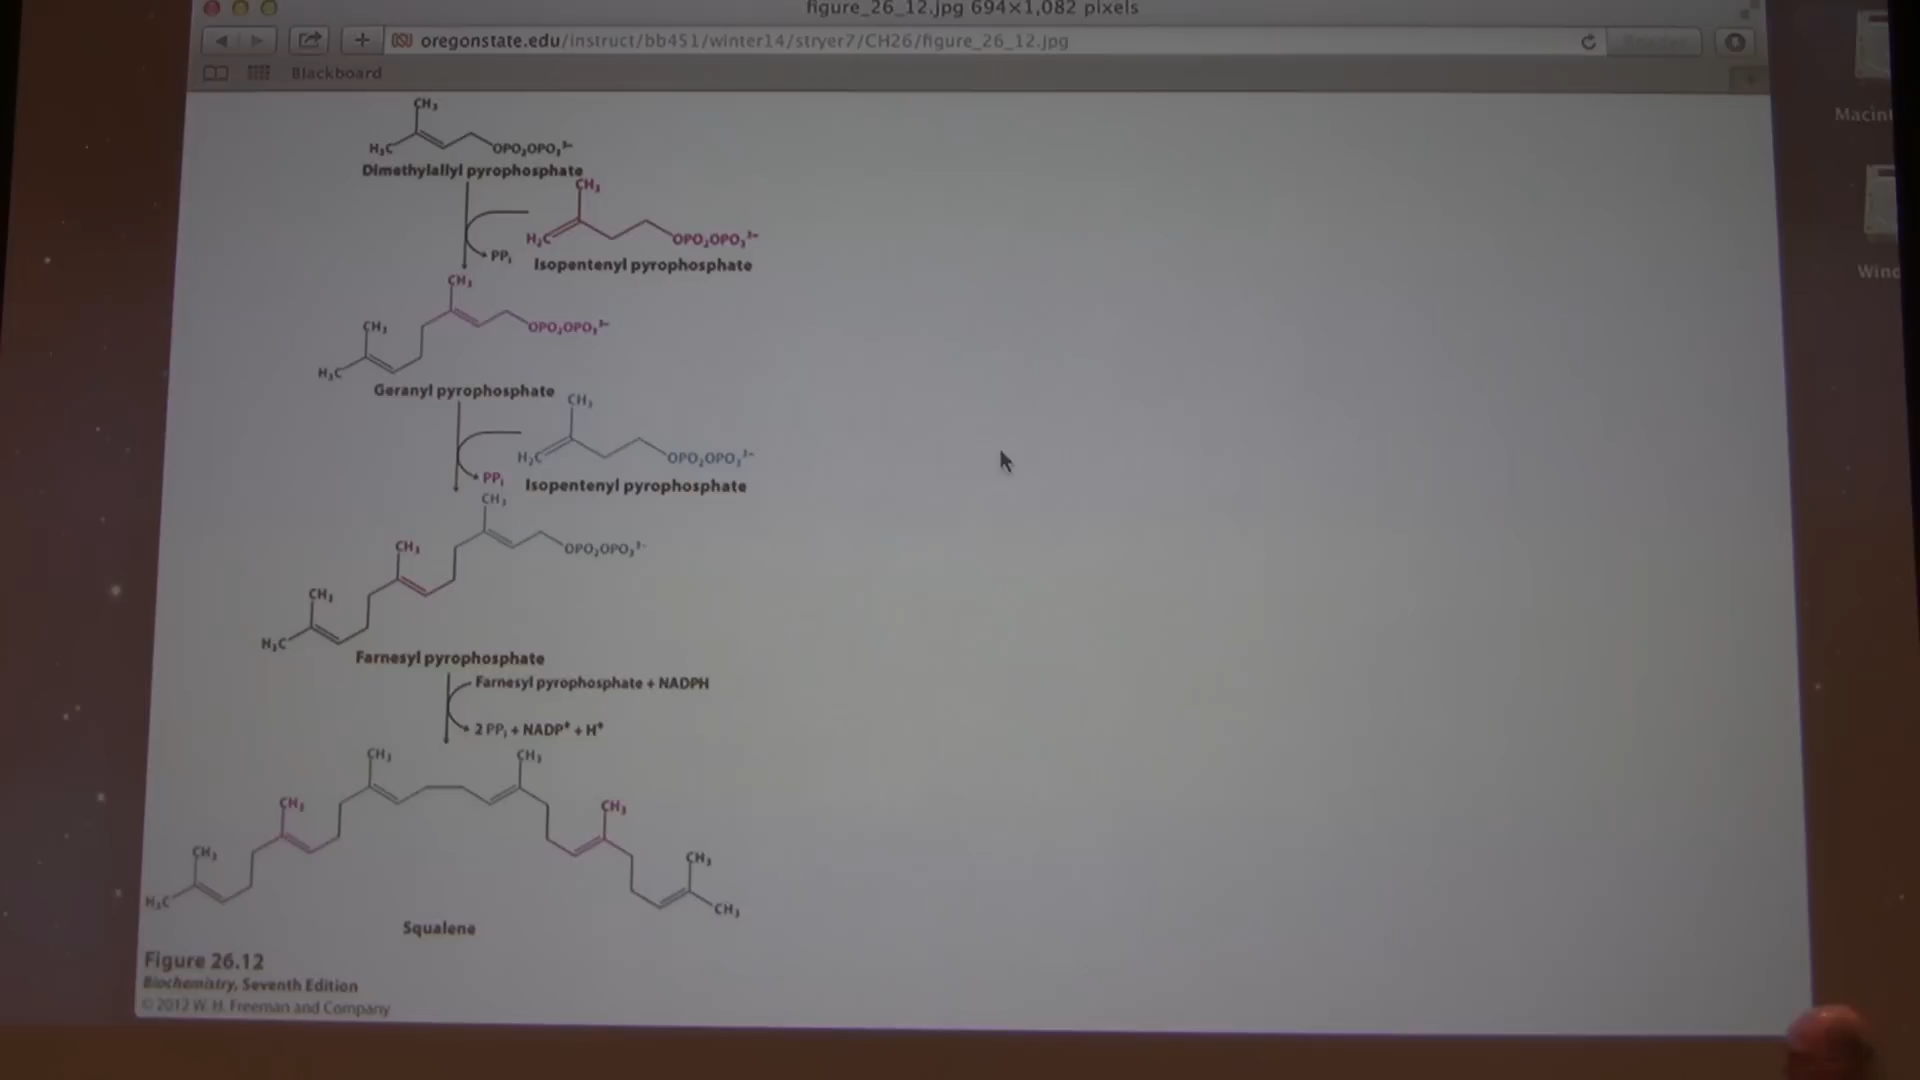 figure_26_12.jpg 694×1,082 pixels
oregonstate.edu/instruct/bb451/winter14/stryer7/CH26/figure_26_12.jpg
Blackboard
CH₃
H₃C
OPO₂OPO₃³⁻
Dimethylallyl pyrophosphate
CH₃
H₂C
OPO₂OPO₃³⁻
PPᵢ
Isopentenyl pyrophosphate
CH₃
CH₃
OPO₂OPO₃³⁻
H₃C
Geranyl pyrophosphate
CH₃
H₂C
OPO₂OPO₃³⁻
PPᵢ
Isopentenyl pyrophosphate
CH₃
CH₃
OPO₂OPO₃³⁻
CH₃
H₃C
Farnesyl pyrophosphate
Farnesyl pyrophosphate + NADPH
2 PPᵢ + NADP⁺ + H⁺
CH₃
CH₃
CH₃
CH₃
CH₃
CH₃
H₃C
CH₃
Squalene
Figure 26.12
Biochemistry, Seventh Edition
© 2012 W. H. Freeman and Company
Macint
Wind